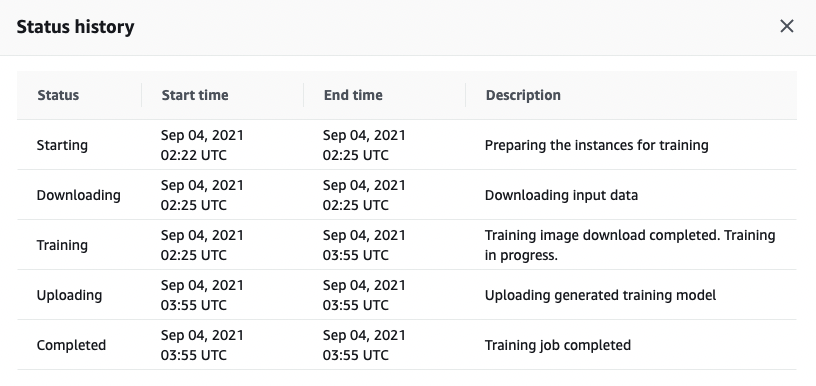 Status history
Status Start time End time Description
Starting Sep 04, 2021 02:22 UTC Sep 04, 2021 02:25 UTC Preparing the instances for training
Downloading Sep 04, 2021 02:25 UTC Sep 04, 2021 02:25 UTC Downloading input data
Training Sep 04, 2021 02:25 UTC Sep 04, 2021 03:55 UTC Training image download completed. Training in progress.
Uploading Sep 04, 2021 03:55 UTC Sep 04, 2021 03:55 UTC Uploading generated training model
Completed Sep 04, 2021 03:55 UTC Sep 04, 2021 03:55 UTC Training job completed